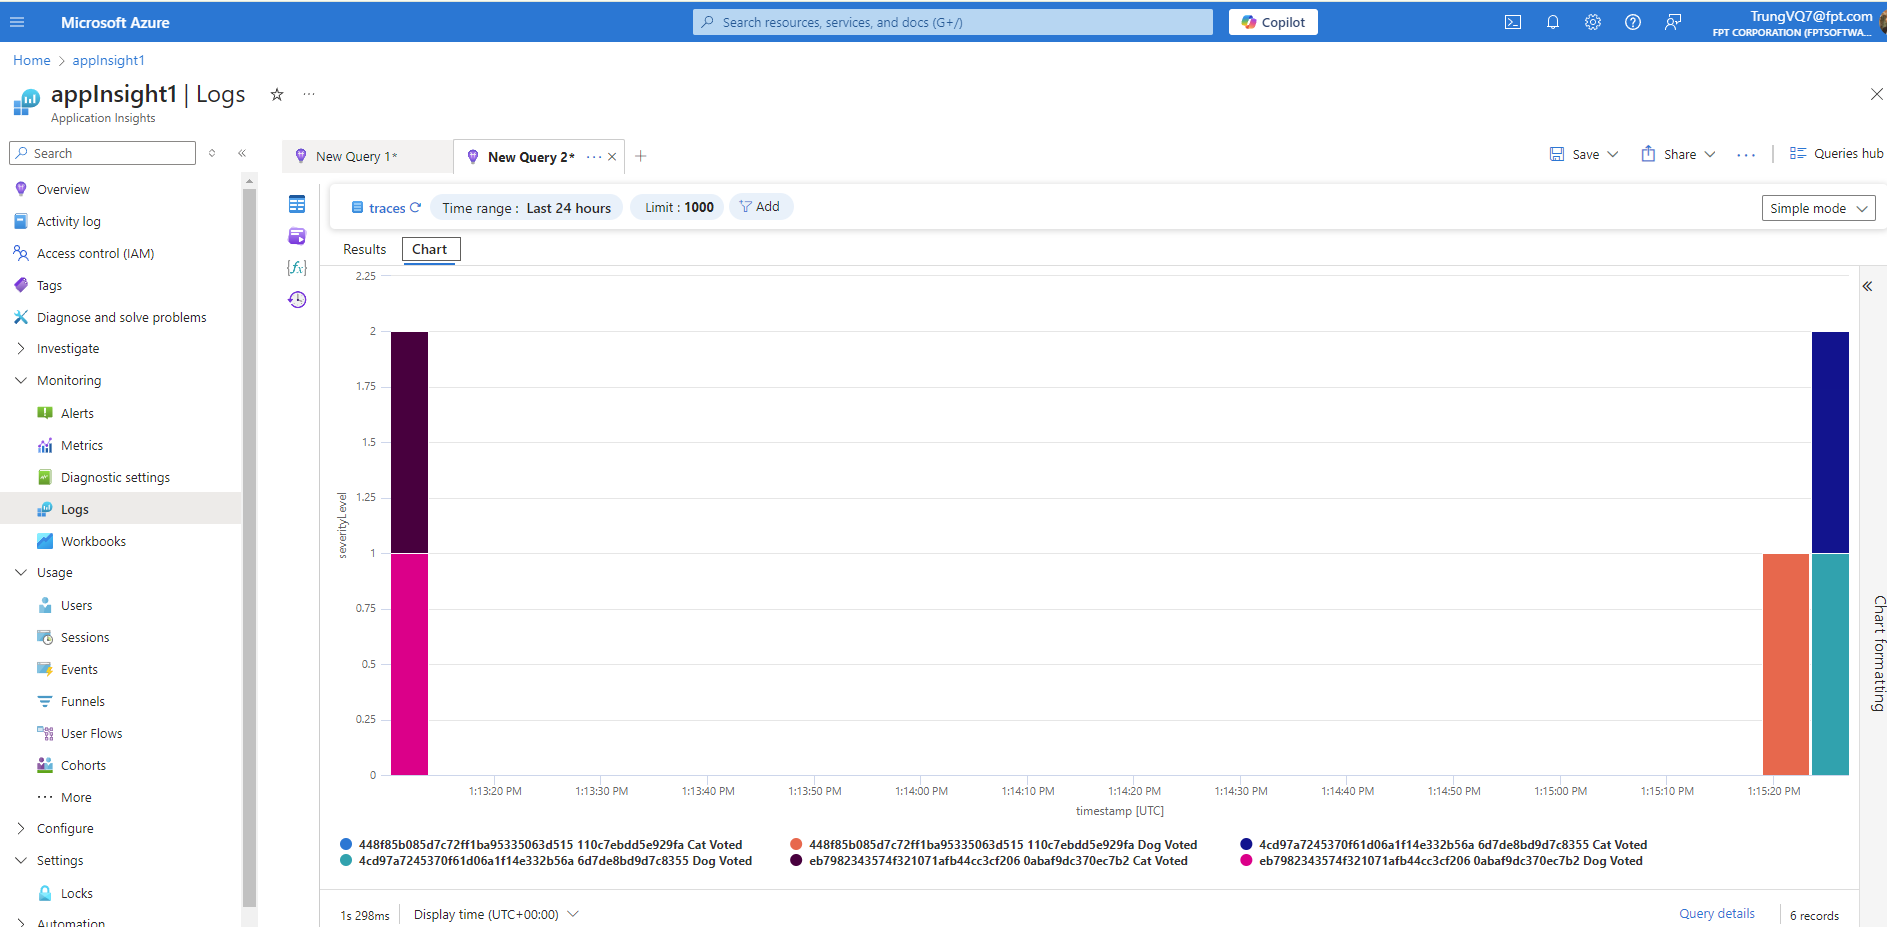 Microsoft Azure
Search resources, services, and docs (G+/)
Copilot
TrungVQ7@fpt.com
FPT CORPORATION (FPTSOFTWA...
Home > appInsight1
appInsight1 | Logs
...
Application Insights
Search
Overview
Activity log
Access control (IAM)
Tags
Diagnose and solve problems
Investigate
Monitoring
Alerts
Metrics
Diagnostic settings
Logs
Workbooks
Usage
Users
Sessions
Events
Funnels
User Flows
Cohorts
... More
Configure
Settings
Locks
Automation
New Query 1*
New Query 2* ...
Save
Share
...
Queries hub
traces
Time range : Last 24 hours
Limit : 1000
Add
Simple mode
{fx}
Results
Chart
2.25
2
1.75
1.5
1.25
1
0.75
0.5
0.25
0
severityLevel
1:13:20 PM
1:13:30 PM
1:13:40 PM
1:13:50 PM
1:14:00 PM
1:14:10 PM
1:14:20 PM
1:14:30 PM
1:14:40 PM
1:14:50 PM
1:15:00 PM
1:15:10 PM
1:15:20 PM
timestamp [UTC]
448f85b085d7c72ff1ba95335063d515 110c7ebdd5e929fa Cat Voted
448f85b085d7c72ff1ba95335063d515 110c7ebdd5e929fa Dog Voted
4cd97a7245370f61d06a1f14e332b56a 6d7de8bd9d7c8355 Cat Voted
4cd97a7245370f61d06a1f14e332b56a 6d7de8bd9d7c8355 Dog Voted
eb7982343574f321071afb44cc3cf206 0abaf9dc370ec7b2 Cat Voted
eb7982343574f321071afb44cc3cf206 0abaf9dc370ec7b2 Dog Voted
Chart formatting
1s 298ms
Display time (UTC+00:00)
Query details
6 records